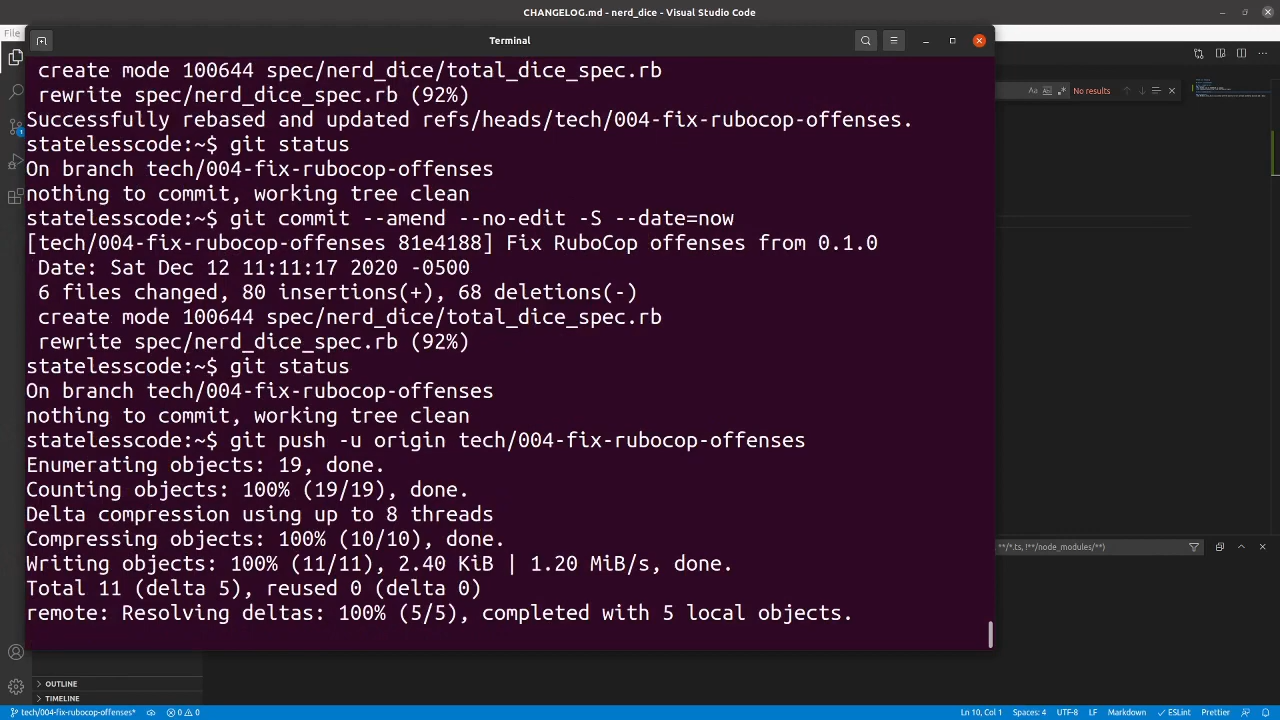 CHANGELOG.md - nerd_dice - Visual Studio Code
File
Terminal
No results
create mode 100644 spec/nerd_dice/total_dice_spec.rb
rewrite spec/nerd_dice_spec.rb (92%)
Successfully rebased and updated refs/heads/tech/004-fix-rubocop-offenses.
statelesscode:~$ git status
On branch tech/004-fix-rubocop-offenses
nothing to commit, working tree clean
statelesscode:~$ git commit --amend --no-edit -S --date=now
[tech/004-fix-rubocop-offenses 81e4188] Fix RuboCop offenses from 0.1.0
Date: Sat Dec 12 11:11:17 2020 -0500
6 files changed, 80 insertions(+), 68 deletions(-)
create mode 100644 spec/nerd_dice/total_dice_spec.rb
rewrite spec/nerd_dice_spec.rb (92%)
statelesscode:~$ git status
On branch tech/004-fix-rubocop-offenses
nothing to commit, working tree clean
statelesscode:~$ git push -u origin tech/004-fix-rubocop-offenses
Enumerating objects: 19, done.
Counting objects: 100% (19/19), done.
Delta compression using up to 8 threads
Compressing objects: 100% (10/10), done.
Writing objects: 100% (11/11), 2.40 KiB | 1.20 MiB/s, done.
Total 11 (delta 5), reused 0 (delta 0)
remote: Resolving deltas: 100% (5/5), completed with 5 local objects.
**/*.ts, !**/node_modules/**)
OUTLINE
TIMELINE
tech/004-fix-rubocop-offenses* 0 0 Ln 10, Col 1 Spaces: 4 UTF-8 LF Markdown ESLint Prettier